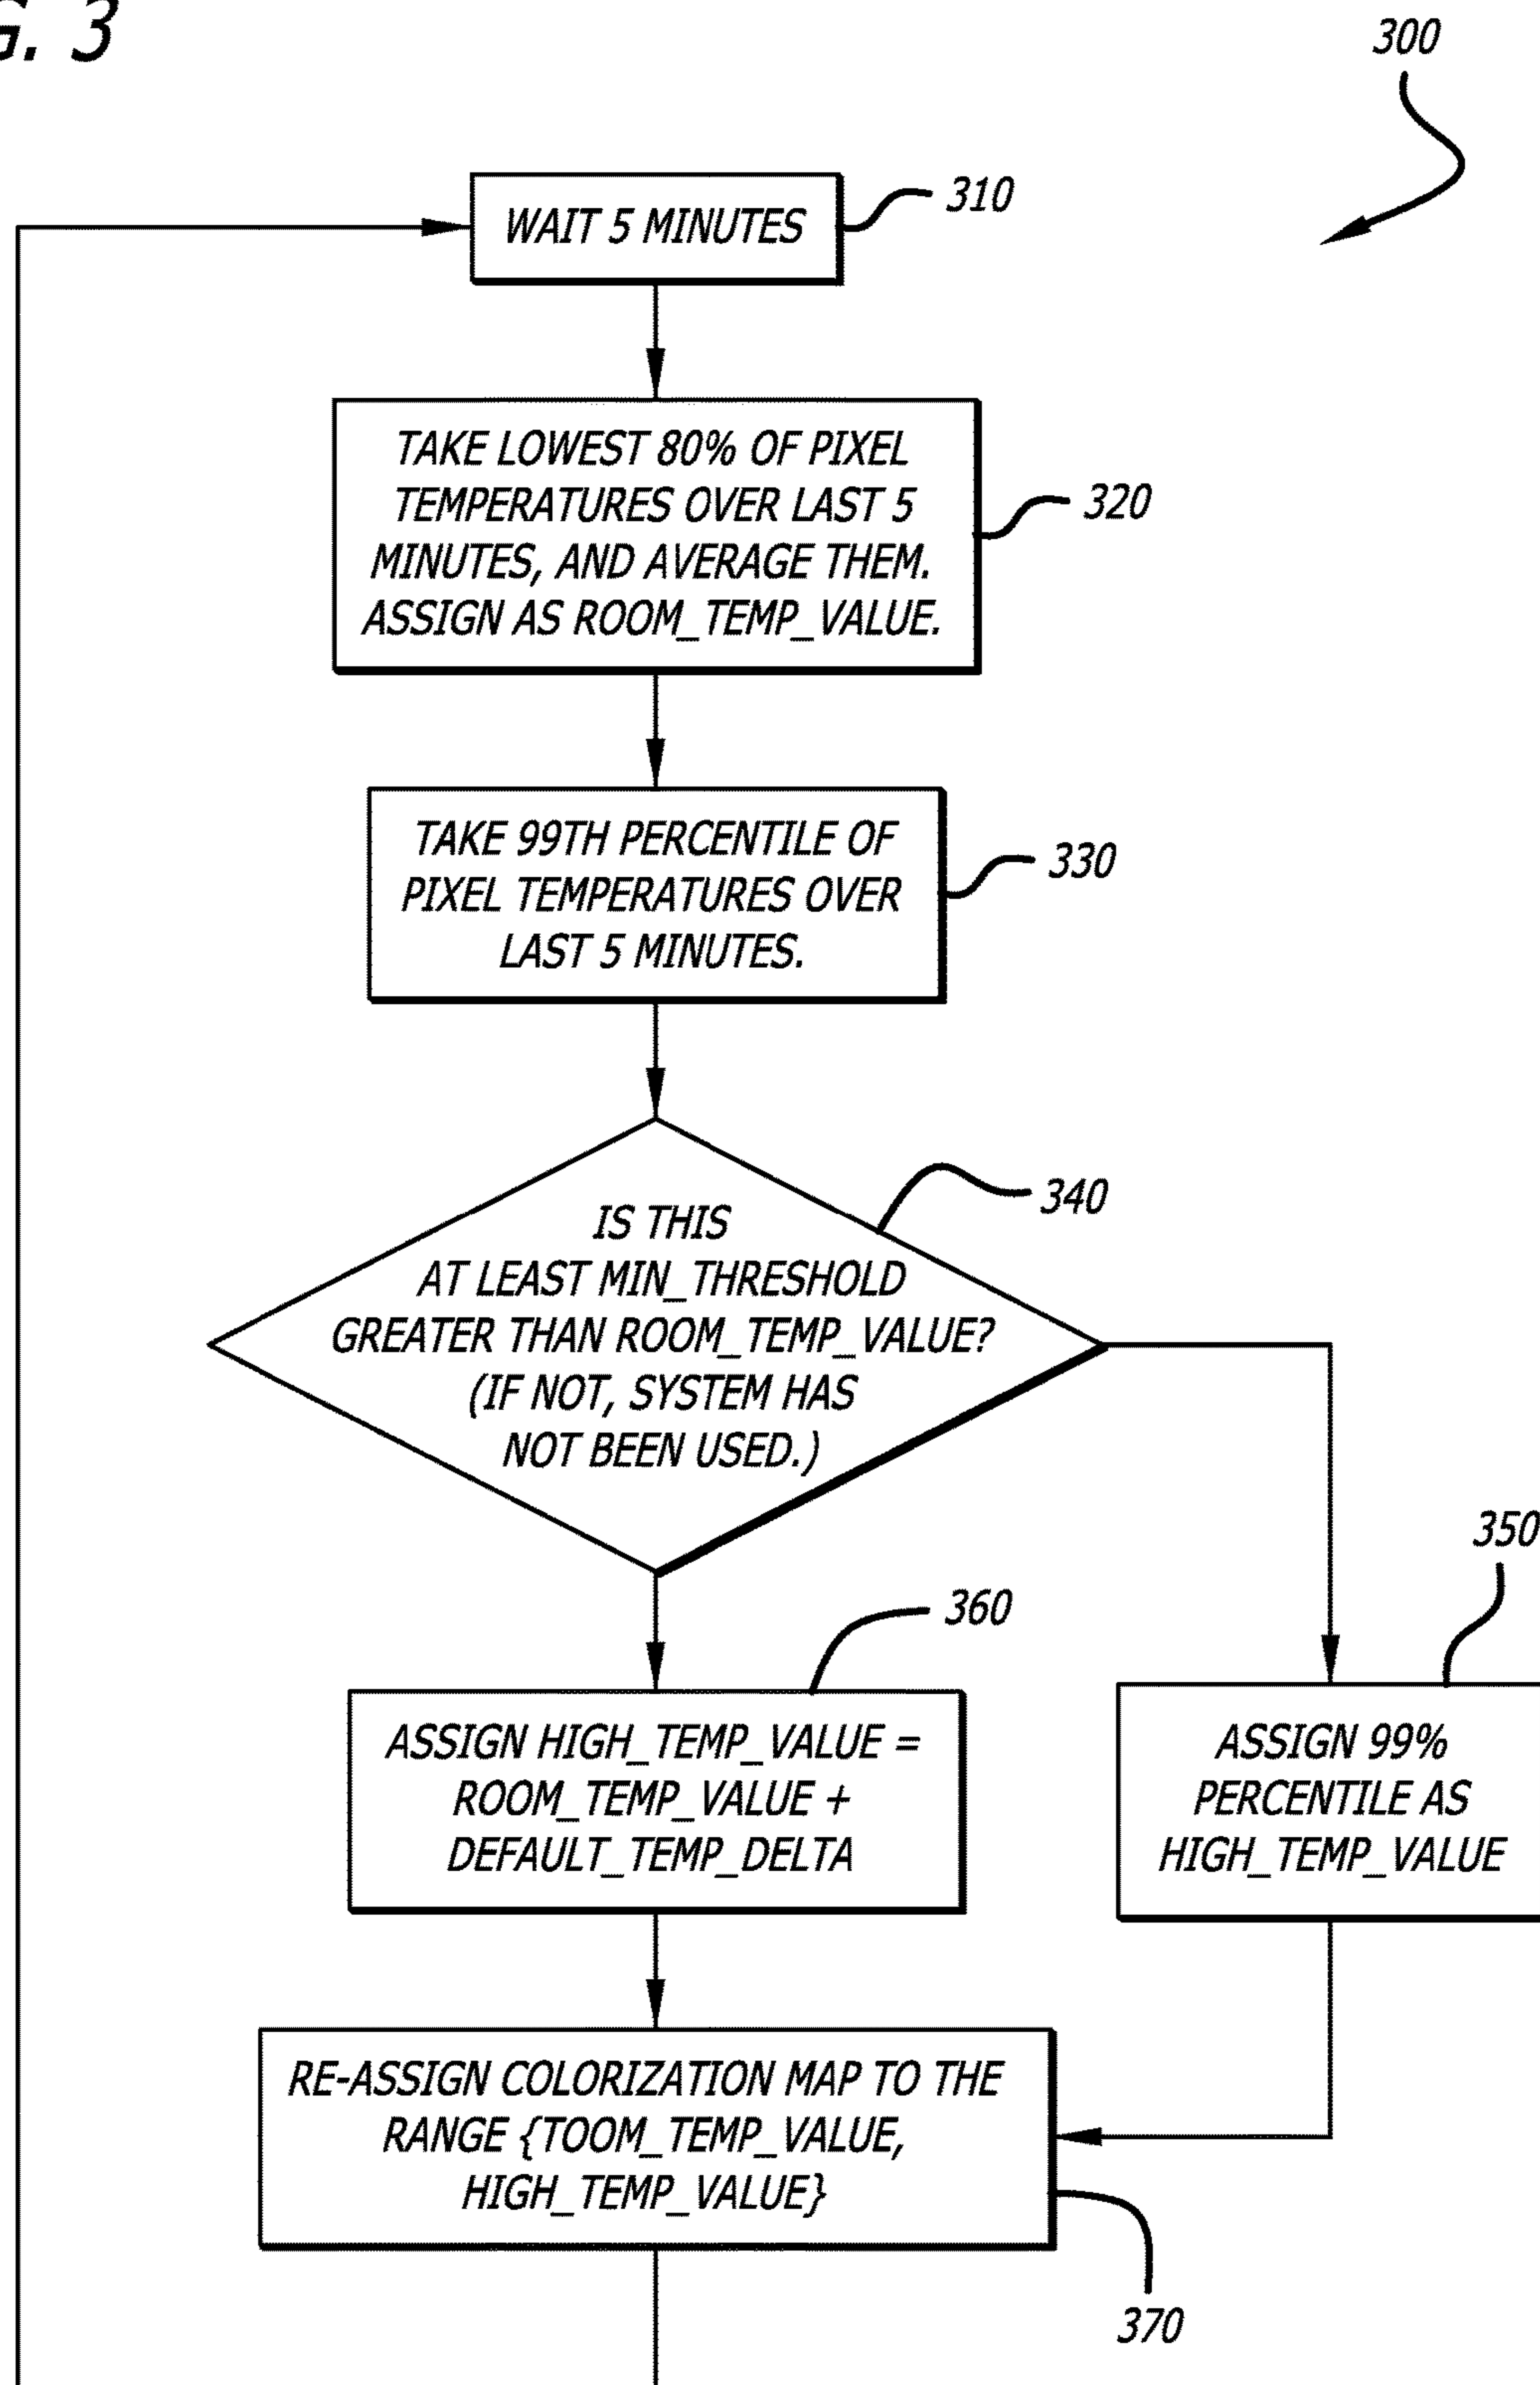 G. 3
300
WAIT 5 MINUTES
310
TAKE LOWEST 80% OF PIXEL
TEMPERATURES OVER LAST 5
MINUTES, AND AVERAGE THEM.
ASSIGN AS ROOM_TEMP_VALUE.
320
TAKE 99TH PERCENTILE OF
PIXEL TEMPERATURES OVER
LAST 5 MINUTES.
330
IS THIS
AT LEAST MIN_THRESHOLD
GREATER THAN ROOM_TEMP_VALUE?
(IF NOT, SYSTEM HAS
NOT BEEN USED.)
340
350
360
ASSIGN HIGH_TEMP_VALUE =
ROOM_TEMP_VALUE +
DEFAULT_TEMP_DELTA
ASSIGN 99%
PERCENTILE AS
HIGH_TEMP_VALUE
RE-ASSIGN COLORIZATION MAP TO THE
RANGE {TOOM_TEMP_VALUE,
HIGH_TEMP_VALUE}
370